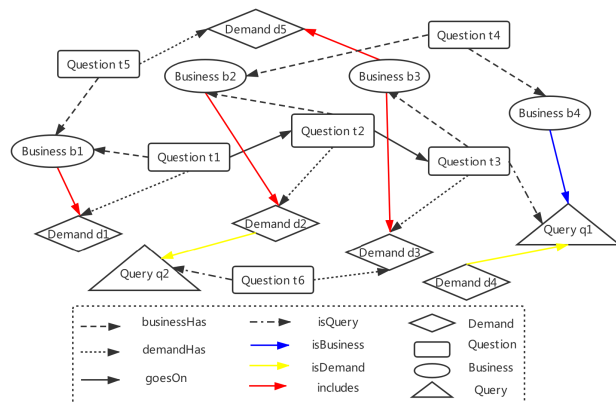 Demand d5
Question t4
Question t5
Business b2
Business b3
Business b4
Question t2
Business b1
Question t1
Question t3
Demand d1
Demand d2
Query q1
Demand d3
Query q2
Question t6
Demand d4
businessHas
isQuery
Demand
demandHas
isBusiness
Question
goesOn
isDemand
Business
includes
Query